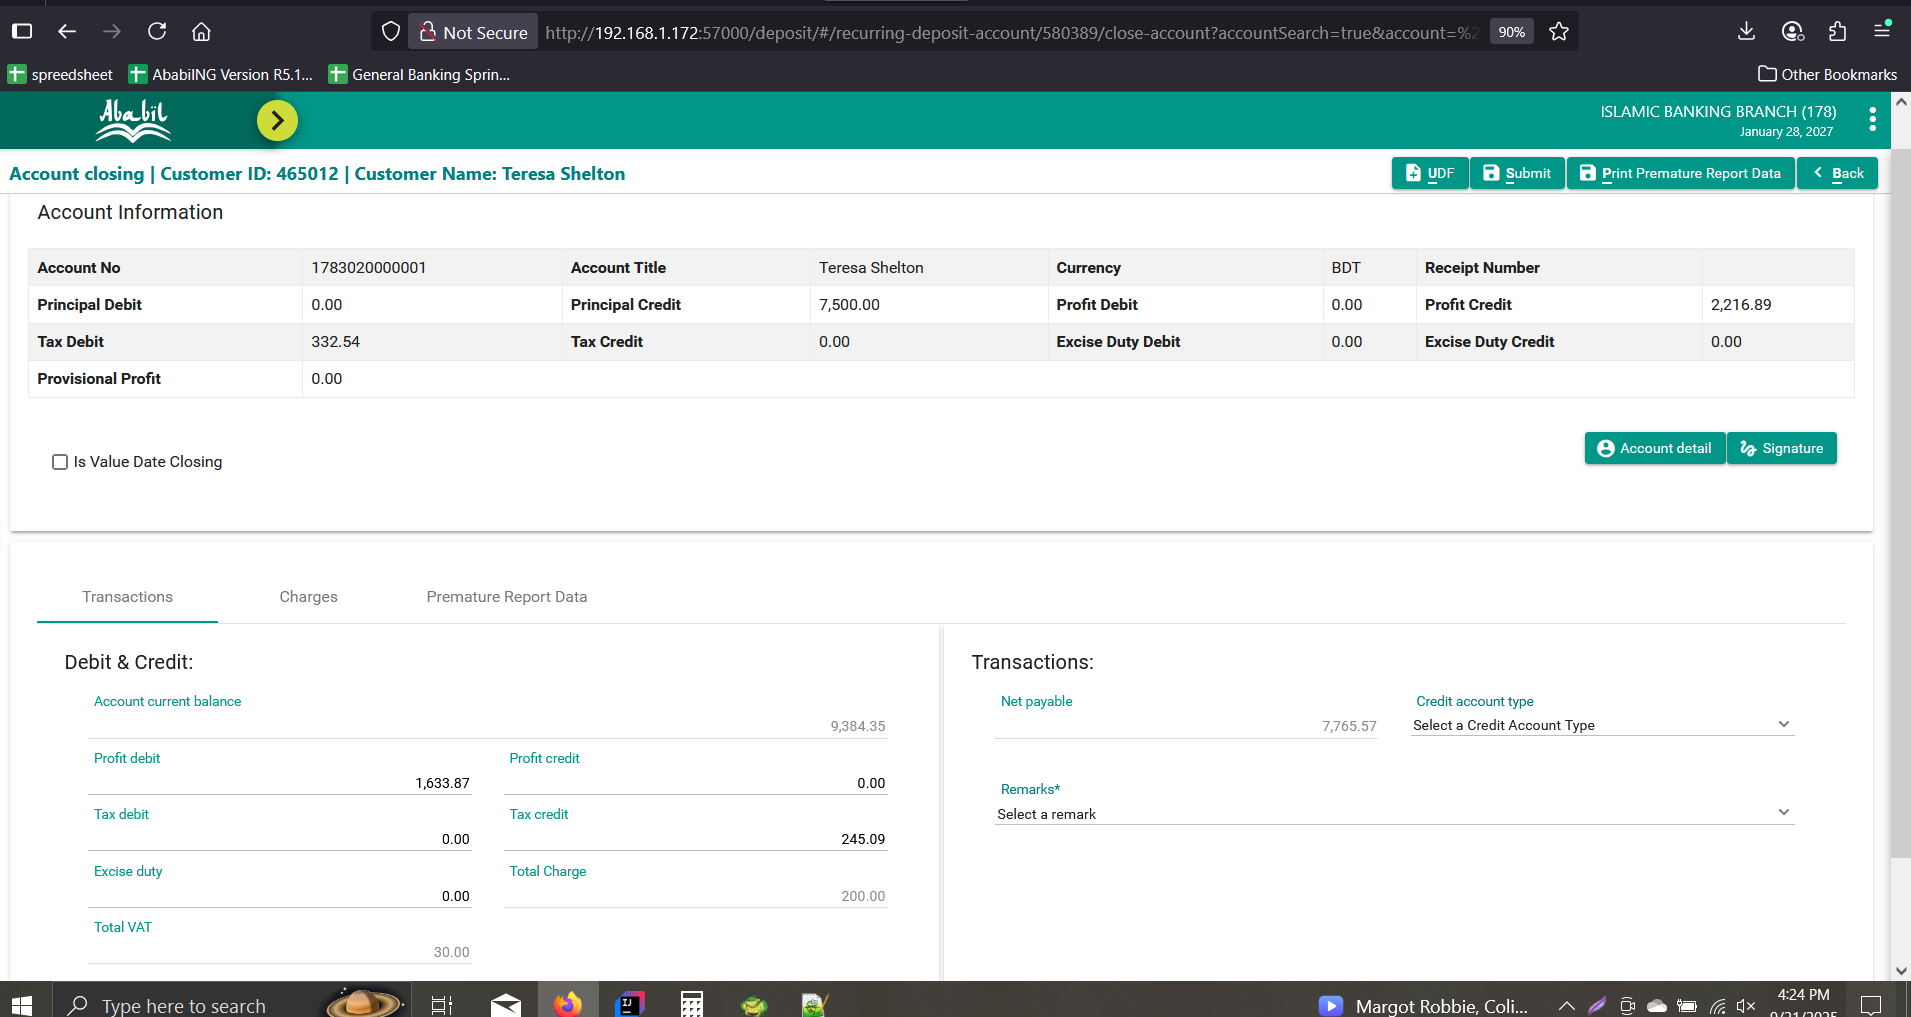 Not Secure http://192.168.1.172:57000/deposit/#/recurring-deposit-account/580389/close-account?accountSearch=true&account=%2 90%
spreedsheet AbabilNG Version R5.1... General Banking Sprin... Other Bookmarks
Ababil ISLAMIC BANKING BRANCH (178)
January 28, 2027
Account closing | Customer ID: 465012 | Customer Name: Teresa Shelton UDF Submit Print Premature Report Data Back
Account Information
Account No 1783020000001 Account Title Teresa Shelton Currency BDT Receipt Number
Principal Debit 0.00 Principal Credit 7,500.00 Profit Debit 0.00 Profit Credit 2,216.89
Tax Debit 332.54 Tax Credit 0.00 Excise Duty Debit 0.00 Excise Duty Credit 0.00
Provisional Profit 0.00
Is Value Date Closing Account detail Signature
Transactions Charges Premature Report Data
Debit & Credit:
Account current balance
9,384.35
Profit debit Profit credit
1,633.87 0.00
Tax debit Tax credit
0.00 245.09
Excise duty Total Charge
0.00 200.00
Total VAT
30.00
Transactions:
Net payable Credit account type
7,765.57 Select a Credit Account Type
Remarks*
Select a remark
Type here to search Margot Robbie, Coli... 4:24 PM
9/21/2025